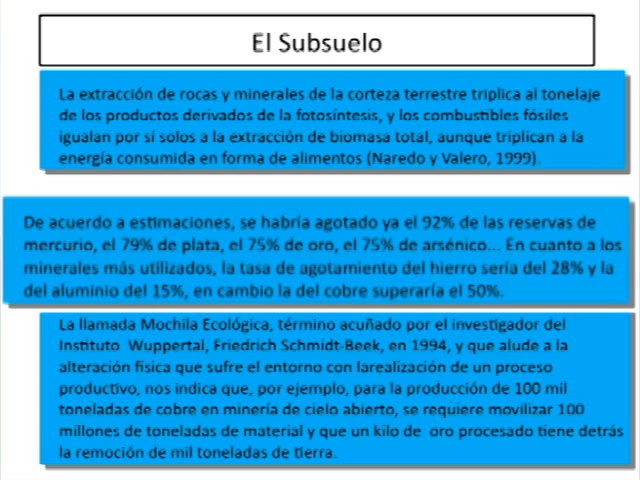 El Subsuelo
La extracción de rocas y minerales de la corteza terrestre triplica al tonelaje
de los productos derivados de la fotosíntesis, y los combustibles fósiles
igualan por sí solos a la extracción de biomasa total, aunque triplican a la
energía consumida en forma de alimentos (Naredo y Valero, 1999).
De acuerdo a estimaciones, se habría agotado ya el 92% de las reservas de
mercurio, el 79% de plata, el 75% de oro, el 75% de arsénico... En cuanto a los
minerales más utilizados, la tasa de agotamiento del hierro sería del 28% y la
del aluminio del 15%, en cambio la del cobre superaría el 50%.
La llamada Mochila Ecológica, término acuñado por el investigador del
Instituto Wuppertal, Friedrich Schmidt-Beek, en 1994, y que alude a la
alteración física que sufre el entorno con larealización de un proceso
productivo, nos indica que, por ejemplo, para la producción de 100 mil
toneladas de cobre en minería de cielo abierto, se requiere movilizar 100
millones de toneladas de material y que un kilo de oro procesado tiene detrás
la remoción de mil toneladas de tierra.